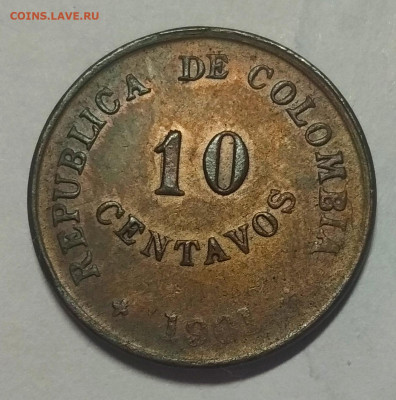 COINS.LAVE.RU
REPUBLICA DE COLOMBIA
10
CENTAVOS